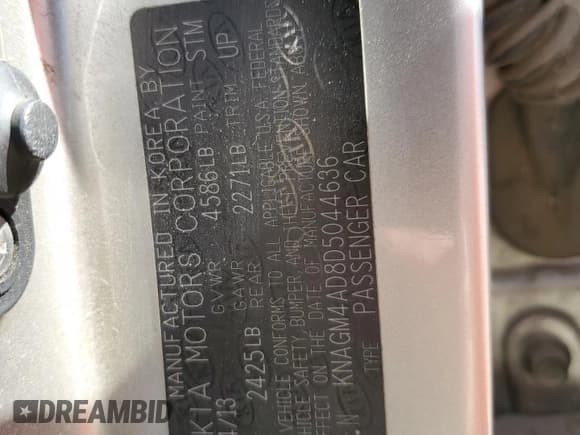 MANUFACTURED IN KOREA BY
KIA MOTORS CORPORATION
/13 GVWR 4586LB PAINT STM
2425LB GAWR REAR 2271LB TRIM UP
VEHICLE CONFORMS TO ALL APPLICABLE U.S.A. FEDERAL
VEHICLE SAFETY, BUMPER AND THEFT PREVENTION STANDARDS
EFFECT ON THE DATE OF MANUFACTURE SHOWN
KNAGM4AD8D5044636
TYPE PASSENGER CAR
DREAMBID